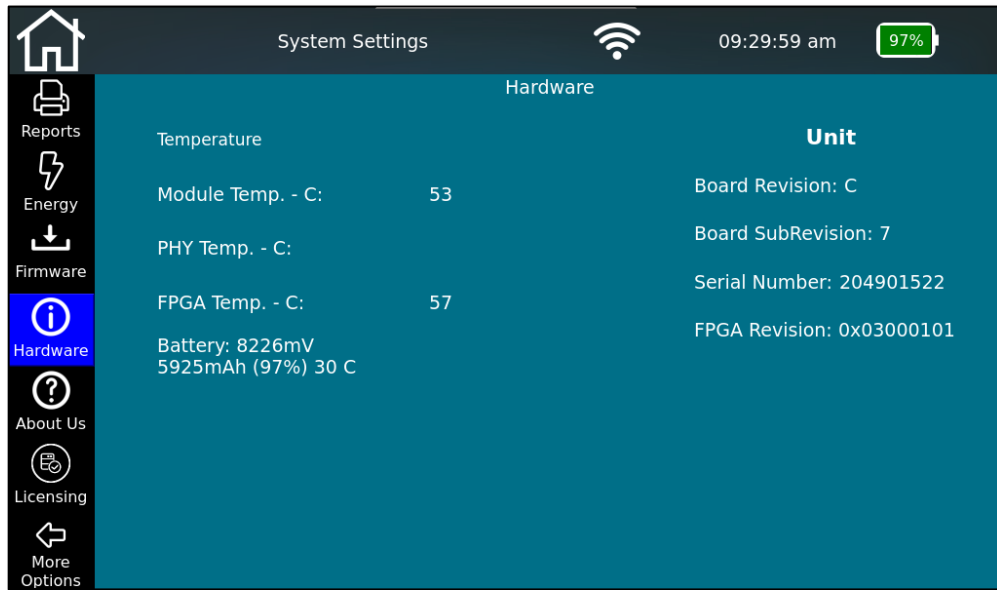 System Settings
09:29:59 am
97%
Reports
Energy
Firmware
Hardware
About Us
Licensing
More
Options
Hardware
Temperature
Module Temp. - C: 53
PHY Temp. - C:
FPGA Temp. - C: 57
Battery: 8226mV
5925mAh (97%) 30 C
Unit
Board Revision: C
Board SubRevision: 7
Serial Number: 204901522
FPGA Revision: 0x03000101